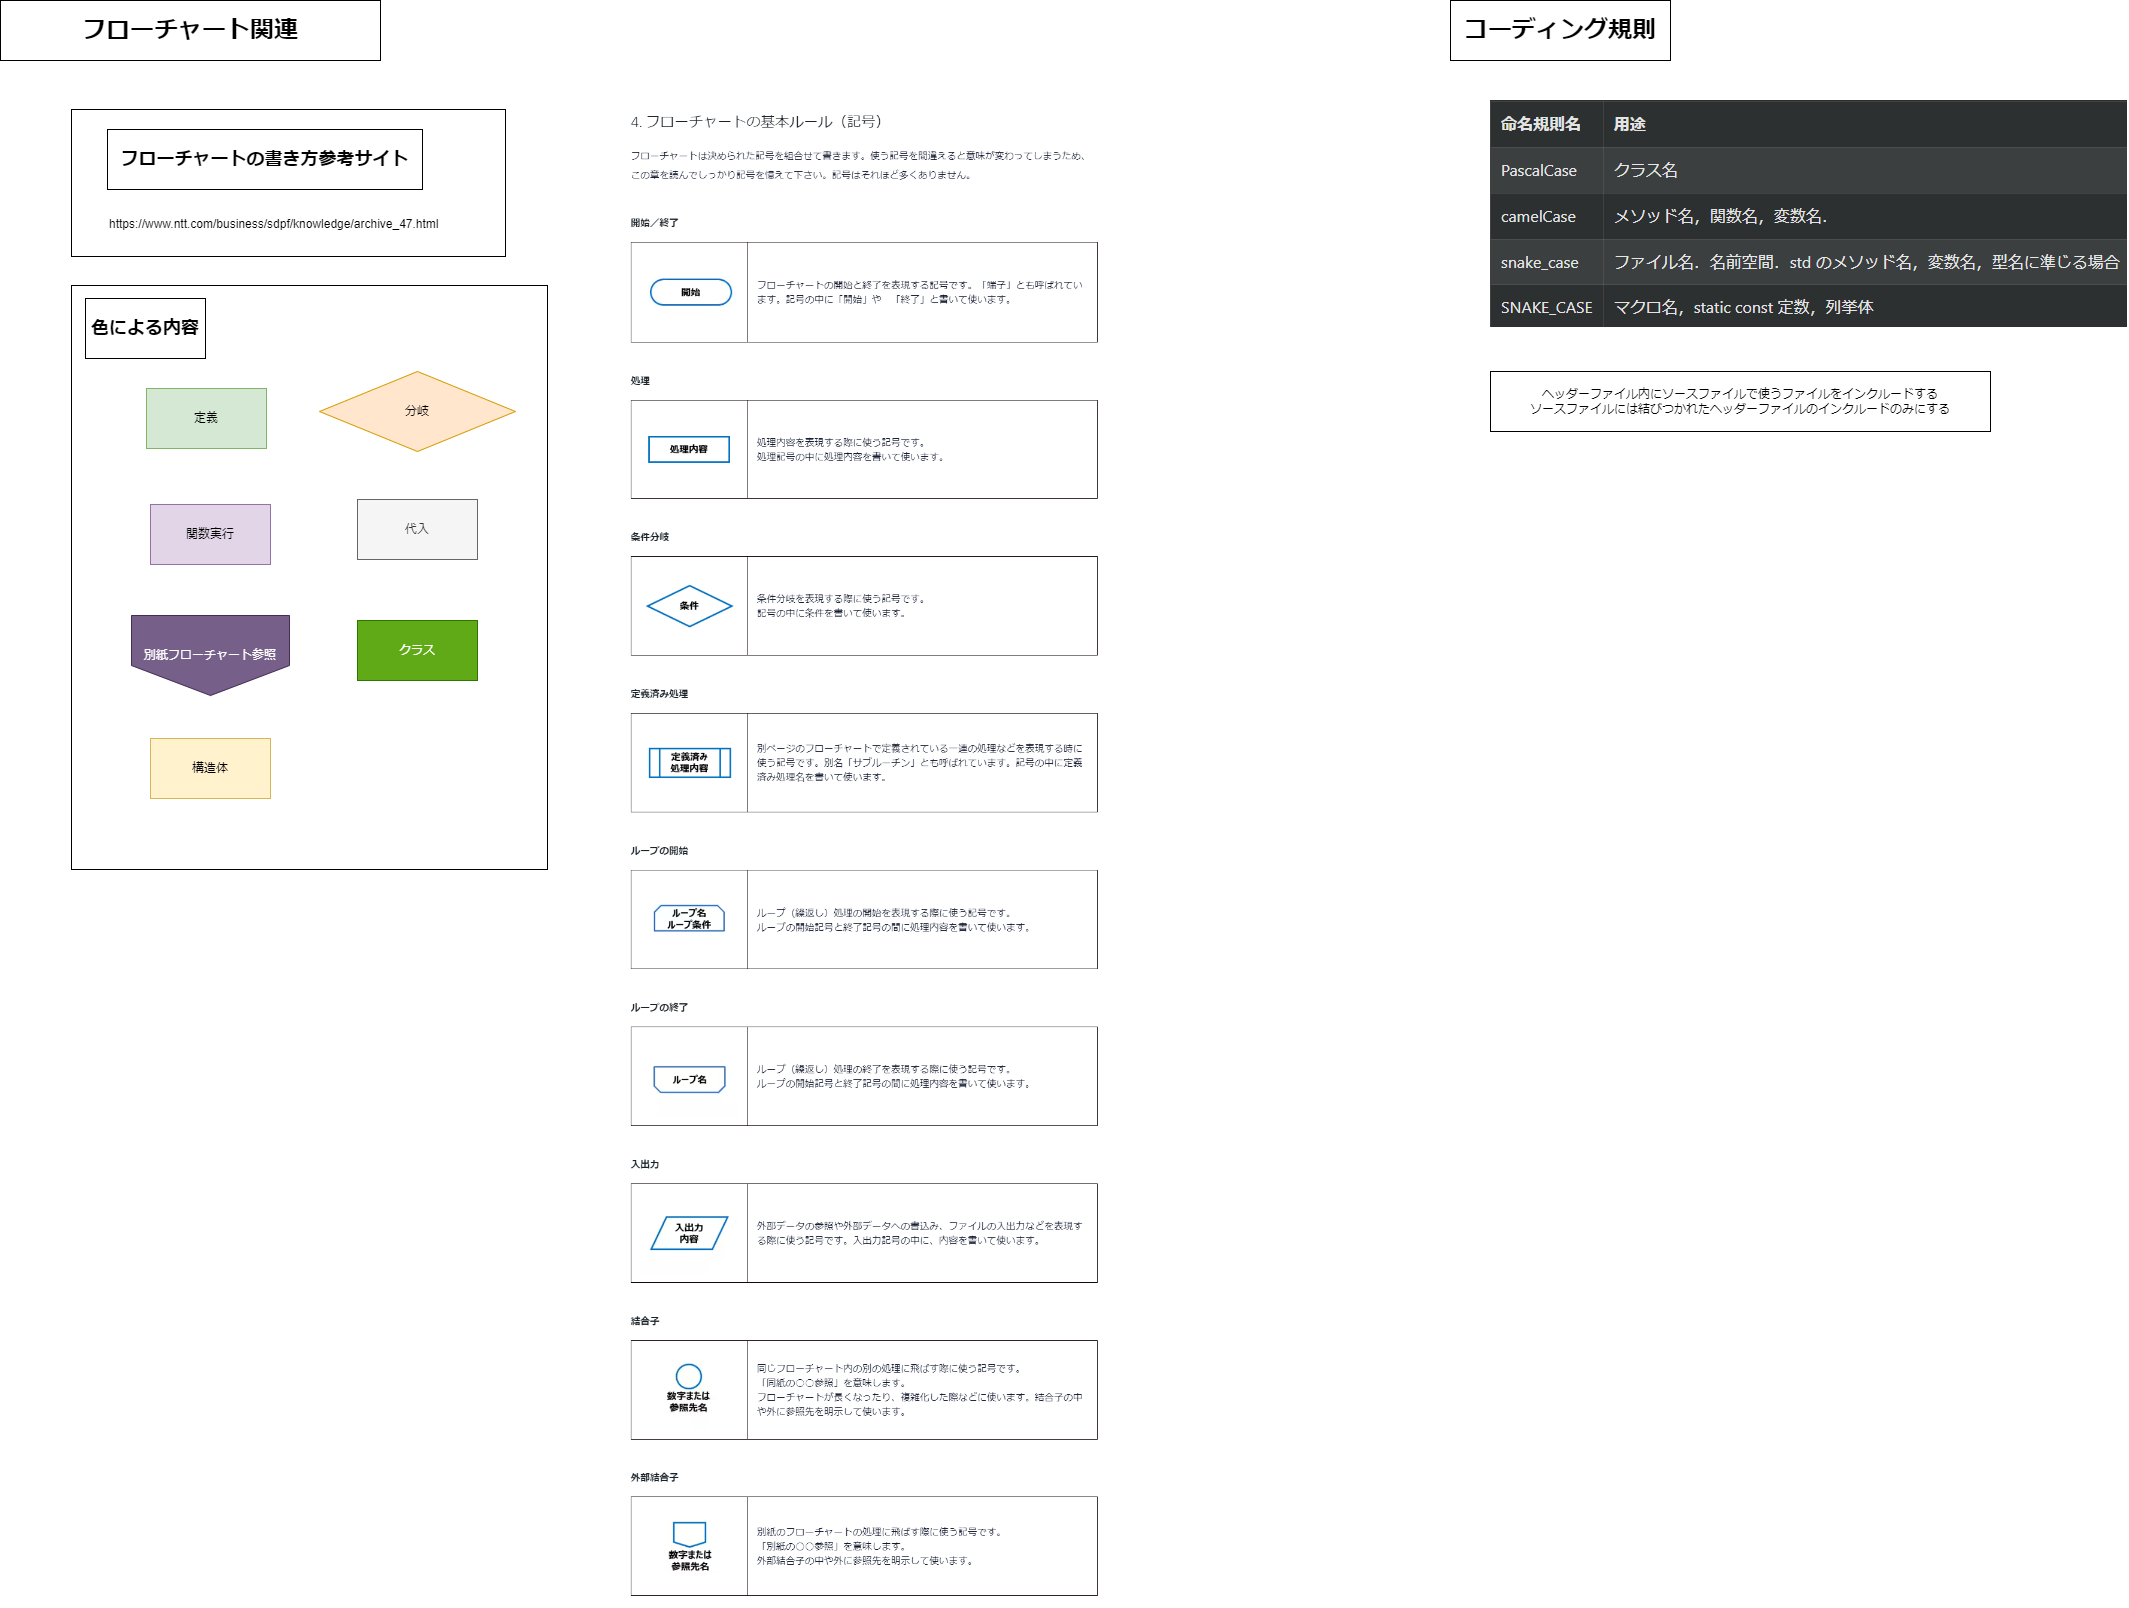 フローチャート関連
フローチャートの書き方参考サイト
https://www.ntt.com/business/sdpf/knowledge/archive_47.html
色による内容
定義
分岐
関数実行
代入
別紙フローチャート参照
クラス
構造体
4. フローチャートの基本ルール（記号）
フローチャートは決められた記号を組合せて書きます。使う記号を間違えると意味が変わってしまうため、
この章を読んでしっかり記号を憶えて下さい。記号はそれほど多くありません。
開始／終了
開始
フローチャートの開始と終了を表現する記号です。「端子」とも呼ばれてい
ます。記号の中に「開始」や　「終了」と書いて使います。
処理
処理内容
処理内容を表現する際に使う記号です。
処理記号の中に処理内容を書いて使います。
条件分岐
条件
条件分岐を表現する際に使う記号です。
記号の中に条件を書いて使います。
定義済み処理
定義済み
処理内容
別ページのフローチャートで定義されている一連の処理などを表現する時に
使う記号です。別名「サブルーチン」とも呼ばれています。記号の中に定義
済み処理名を書いて使います。
ループの開始
ループ名
ループ条件
ループ（繰返し）処理の開始を表現する際に使う記号です。
ループの開始記号と終了記号の間に処理内容を書いて使います。
ループの終了
ループ名
ループ（繰返し）処理の終了を表現する際に使う記号です。
ループの開始記号と終了記号の間に処理内容を書いて使います。
入出力
入出力
内容
外部データの参照や外部データへの書込み、ファイルの入出力などを表現す
る際に使う記号です。入出力記号の中に、内容を書いて使います。
結合子
数字または
参照先名
同じフローチャート内の別の処理に飛ばす際に使う記号です。
「同紙の〇〇参照」を意味します。
フローチャートが長くなったり、複雑化した際などに使います。結合子の中
や外に参照先を明示して使います。
外部結合子
数字または
参照先名
別紙のフローチャートの処理に飛ばす際に使う記号です。
「別紙の〇〇参照」を意味します。
外部結合子の中や外に参照先を明示して使います。
コーディング規則
命名規則名 用途
PascalCase クラス名
camelCase メソッド名，関数名，変数名．
snake_case ファイル名．名前空間．std のメソッド名，変数名，型名に準じる場合
SNAKE_CASE マクロ名，static const 定数，列挙体
ヘッダーファイル内にソースファイルで使うファイルをインクルードする
ソースファイルには結びつかれたヘッダーファイルのインクルードのみにする